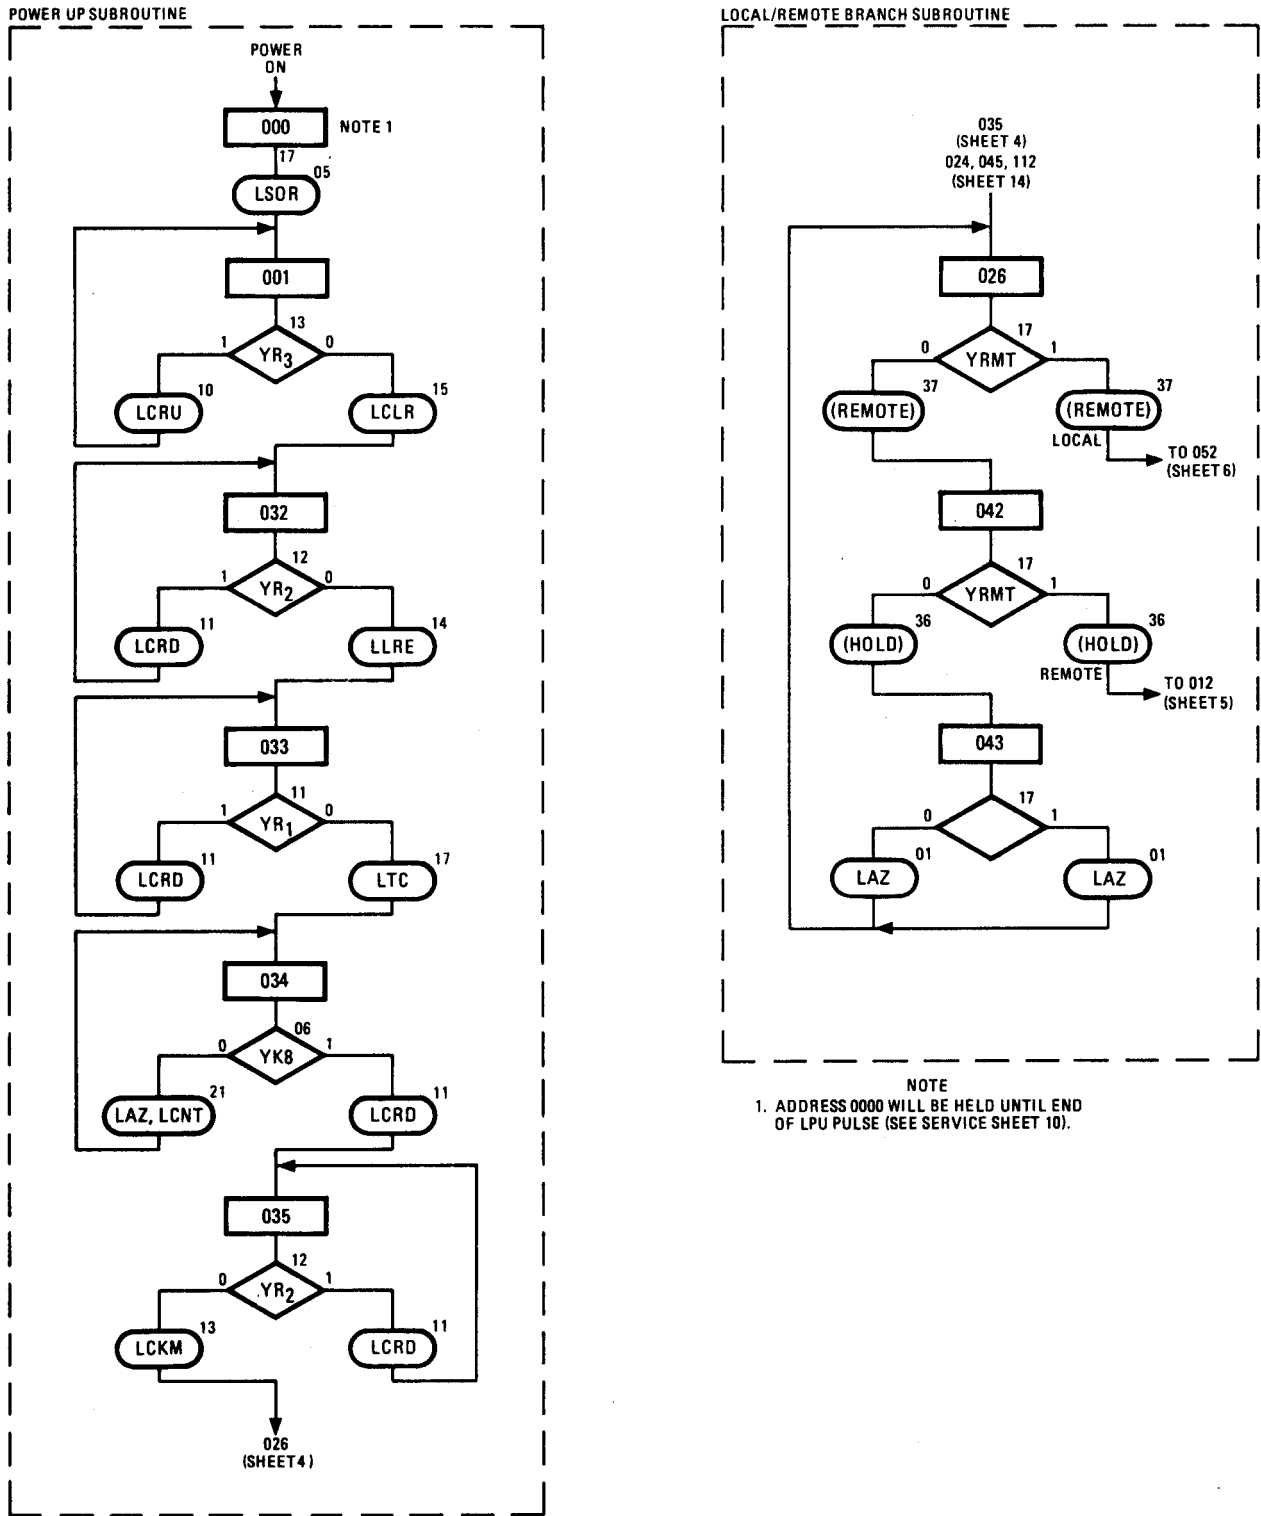 POWER UP SUBROUTINE
POWER
ON
000
NOTE 1
17
05
LSOR
001
13
1
YR3
0
10
LCRU
15
LCLR
032
12
1
YR2
0
11
LCRD
14
LLRE
033
11
1
YR1
0
11
LCRD
17
LTC
034
06
0
YK8
1
21
LAZ, LCNT
11
LCRD
035
12
0
YR2
1
13
LCKM
11
LCRD
026
(SHEET 4)
LOCAL/REMOTE BRANCH SUBROUTINE
035
(SHEET 4)
024, 045, 112
(SHEET 14)
026
17
0
YRMT
1
37
(REMOTE)
37
(REMOTE)
LOCAL
TO 052
(SHEET 6)
042
17
0
YRMT
1
36
(HOLD)
36
(HOLD)
REMOTE
TO 012
(SHEET 5)
043
17
0
1
01
LAZ
01
LAZ
NOTE
1. ADDRESS 0000 WILL BE HELD UNTIL END
OF LPU PULSE (SEE SERVICE SHEET 10).